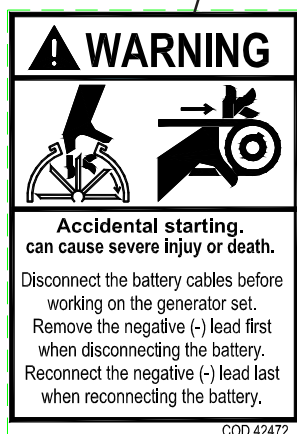 WARNING
Accidental starting.
can cause severe injuy or death.
Disconnect the battery cables before
working on the generator set.
Remove the negative (-) lead first
when disconnecting the battery.
Reconnect the negative (-) lead last
when reconnecting the battery.
COD 42472